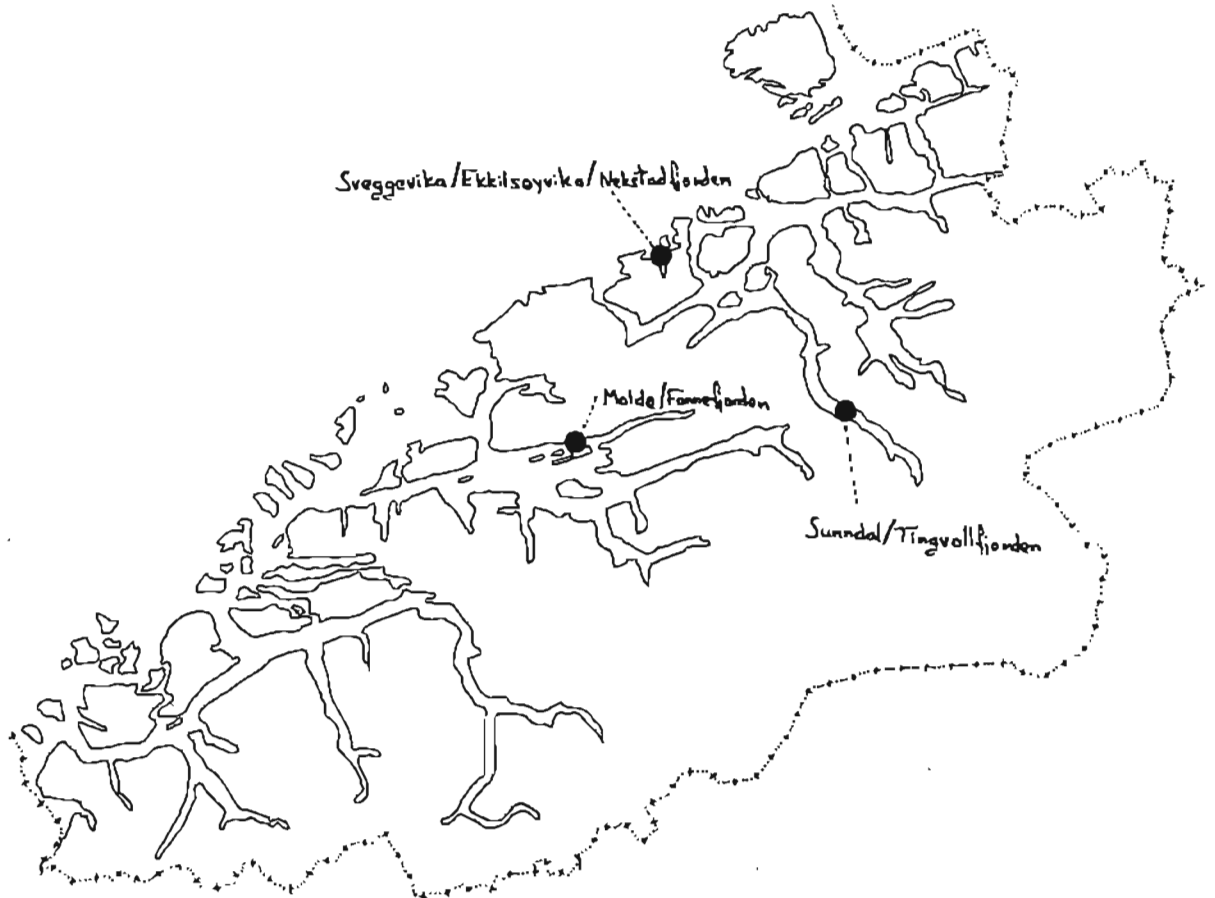 Sveggevika/Ekkilsøyvika/Nekstadfjorden
Molde/Fannefjorden
Sunndal/Tingvollfjorden